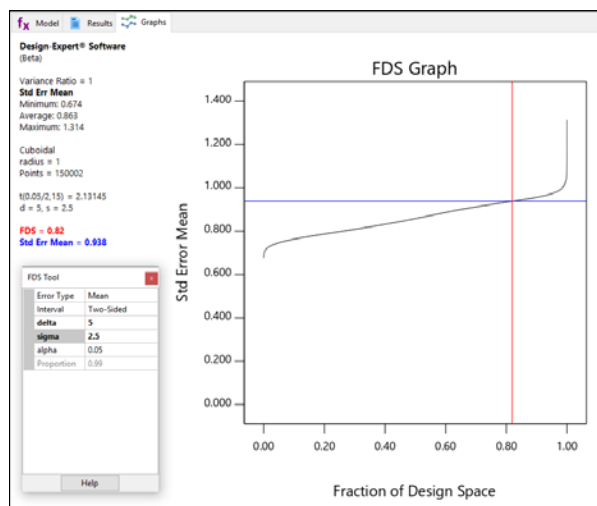 fx Model
Results
Graphs
Design-Expert® Software
(Beta)
Variance Ratio = 1
Std Err Mean
Minimum: 0.674
Average: 0.863
Maximum: 1.314
Cuboidal
radius = 1
Points = 150002
t(0.05/2,15) = 2.13145
d = 5, s = 2.5
FDS = 0.82
Std Err Mean = 0.938
FDS Tool
x
Error Type Mean
Interval Two-Sided
delta 5
sigma 2.5
alpha 0.05
Proportion 0.99
Help
FDS Graph
Std Error Mean
1.400
1.200
1.000
0.800
0.600
0.400
0.200
0.000
0.00 0.20 0.40 0.60 0.80 1.00
Fraction of Design Space